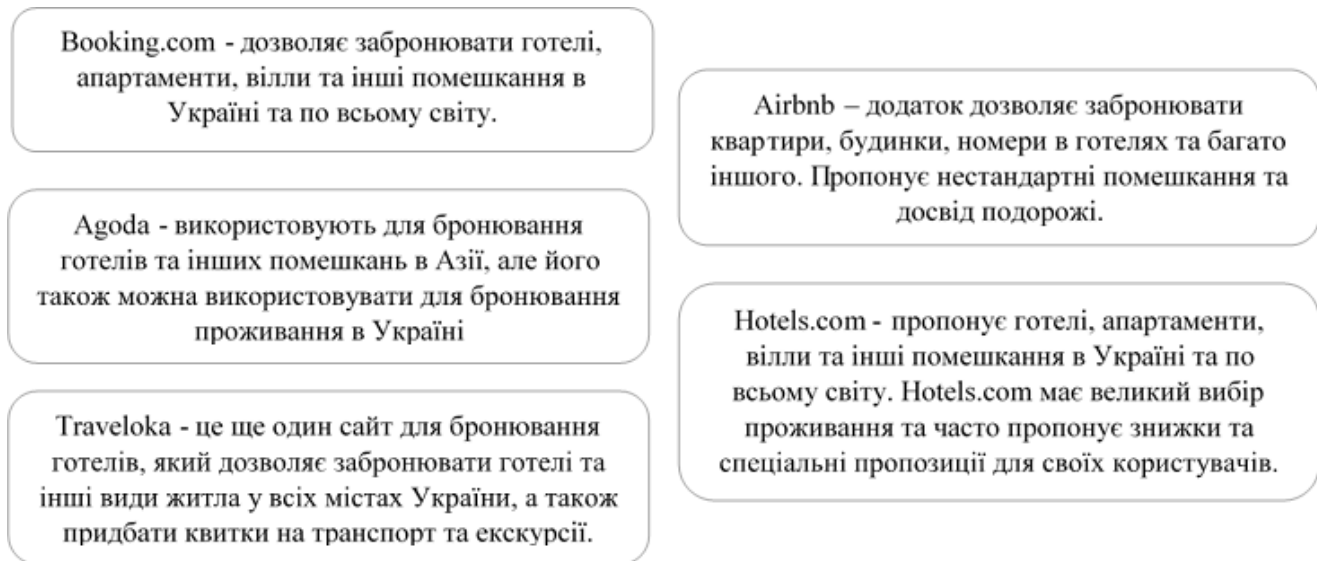 Booking.com - дозволяє забронювати готелі,
апартаменти, вілли та інші помешкання в
Україні та по всьому світу.
Agoda - використовують для бронювання
готелів та інших помешкань в Азії, але його
також можна використовувати для бронювання
проживання в Україні
Traveloka - це ще один сайт для бронювання
готелів, який дозволяє забронювати готелі та
інші види житла у всіх містах України, а також
придбати квитки на транспорт та екскурсії.
Airbnb – додаток дозволяє забронювати
квартири, будинки, номери в готелях та багато
іншого. Пропонує нестандартні помешкання та
досвід подорожі.
Hotels.com - пропонує готелі, апартаменти,
вілли та інші помешкання в Україні та по
всьому світу. Hotels.com має великий вибір
проживання та часто пропонує знижки та
спеціальні пропозиції для своїх користувачів.